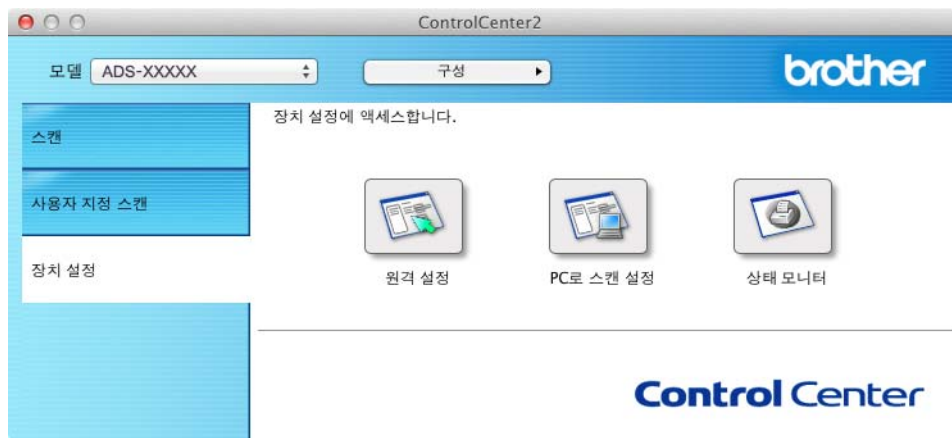 ControlCenter2
모델 ADS-XXXXX 구성 brother
스캔
사용자 지정 스캔
장치 설정
장치 설정에 액세스합니다.
원격 설정 PC로 스캔 설정 상태 모니터
Control Center